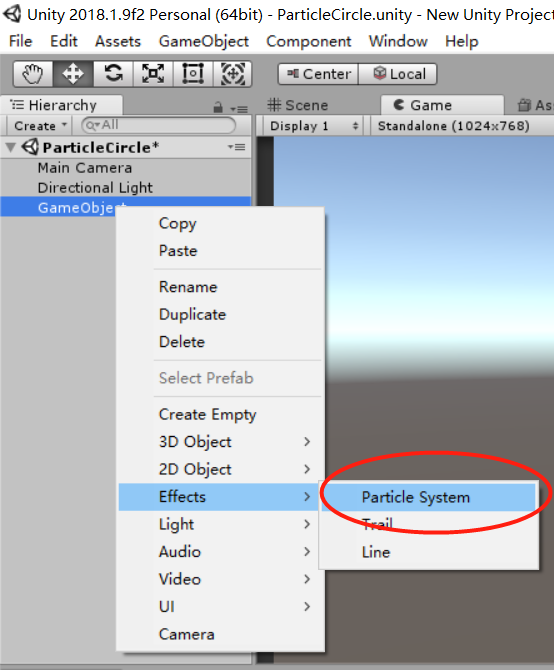 Unity 2018.1.9f2 Personal (64bit) - ParticleCircle.unity - New Unity Project
File Edit Assets GameObject Component Window Help
Center Local
Hierarchy # Scene Game As
Create All Display 1 Standalone (1024x768)
ParticleCircle*
Main Camera
Directional Light
GameObject
Copy
Paste
Rename
Duplicate
Delete
Select Prefab
Create Empty
3D Object
2D Object
Effects Particle System
Light Trail
Audio Line
Video
UI
Camera